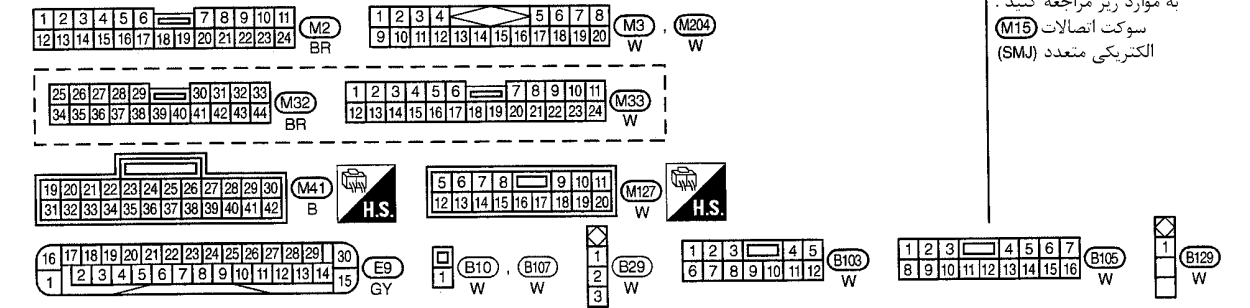 1 2 3 4 5 6 7 8 9 10 11
12 13 14 15 16 17 18 19 20 21 22 23 24
M2
BR
1 2 3 4 5 6 7 8
9 10 11 12 13 14 15 16 17 18 19 20
M3 , M204
W W
به موارد زیر مراجعه کنید .
سوکت اتصالات M15
الکتریکی متعدد (SMJ)
25 26 27 28 29 30 31 32 33
34 35 36 37 38 39 40 41 42 43 44
M32
BR
1 2 3 4 5 6 7 8 9 10 11
12 13 14 15 16 17 18 19 20 21 22 23 24
M33
W
19 20 21 22 23 24 25 26 27 28 29 30
31 32 33 34 35 36 37 38 39 40 41 42
M41
B
H.S.
5 6 7 8 9 10 11
12 13 14 15 16 17 18 19 20
M127
W
H.S.
16 17 18 19 20 21 22 23 24 25 26 27 28 29 30
1 2 3 4 5 6 7 8 9 10 11 12 13 14 15
E9
GY
1
B10 , B107
W W
1
2
3
B29
W
1 2 3 4 5
6 7 8 9 10 11 12
B103
W
1 2 3 4 5 6 7
8 9 10 11 12 13 14 15 16
B105
W
1
B129
W